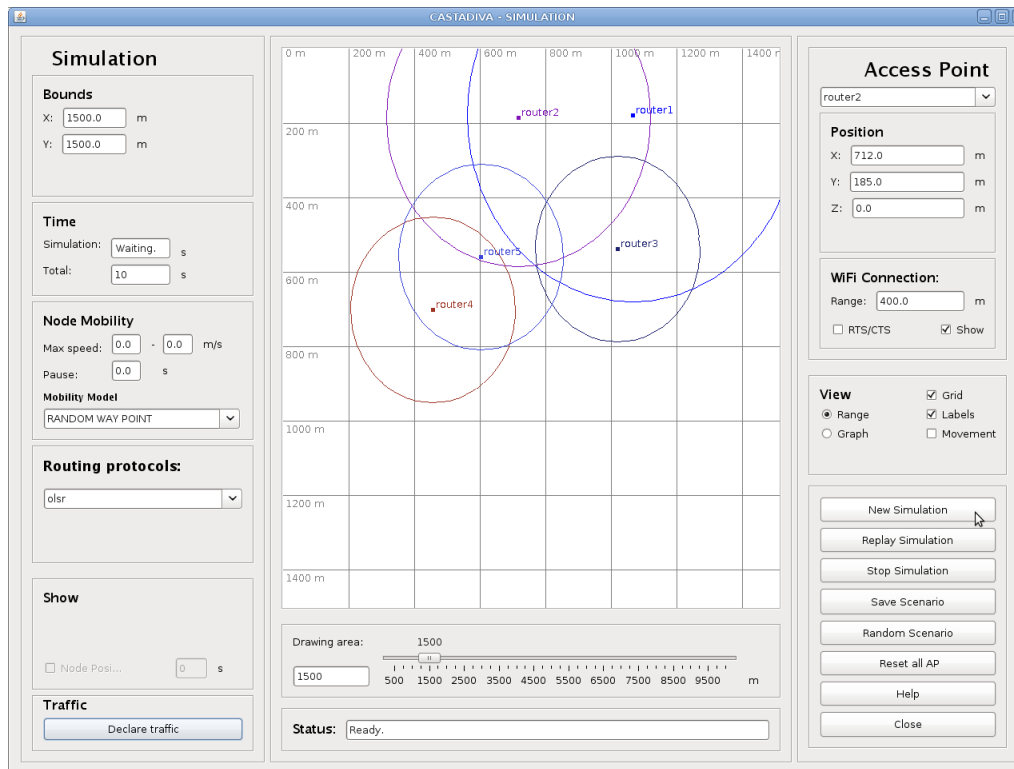 CASTADIVA - SIMULATION
Simulation
Bounds
X: 1500.0 m
Y: 1500.0 m
Time
Simulation: Waiting. s
Total: 10 s
Node Mobility
Max speed: 0.0 - 0.0 m/s
Pause: 0.0 s
Mobility Model
RANDOM WAY POINT
Routing protocols:
olsr
Show
Node Posi... 0 s
Traffic
Declare traffic
0 m 200 m 400 m 600 m 800 m 1000 m 1200 m 1400 m
router2 router1
200 m
400 m
router3
router5
600 m
router4
800 m
1000 m
1200 m
1400 m
Drawing area: 1500
1500
500 1500 2500 3500 4500 5500 6500 7500 8500 9500 m
Status: Ready.
Access Point
router2
Position
X: 712.0 m
Y: 185.0 m
Z: 0.0 m
WiFi Connection:
Range: 400.0 m
RTS/CTS Show
View Grid
Range Labels
Graph Movement
New Simulation
Replay Simulation
Stop Simulation
Save Scenario
Random Scenario
Reset all AP
Help
Close